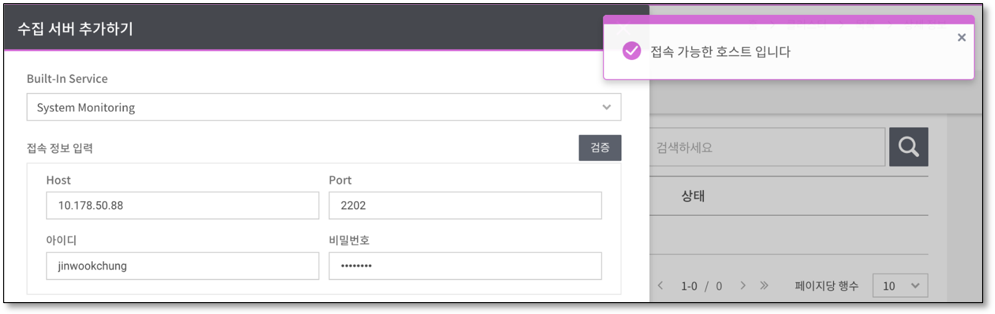 수집 서버 추가하기
접속 가능한 호스트 입니다
Built-In Service
System Monitoring
접속 정보 입력
검증
Host
Port
10.178.50.88
2202
아이디
비밀번호
jinwookchung
••••••••
검색하세요
상태
1-0 / 0
페이지당 행수
10